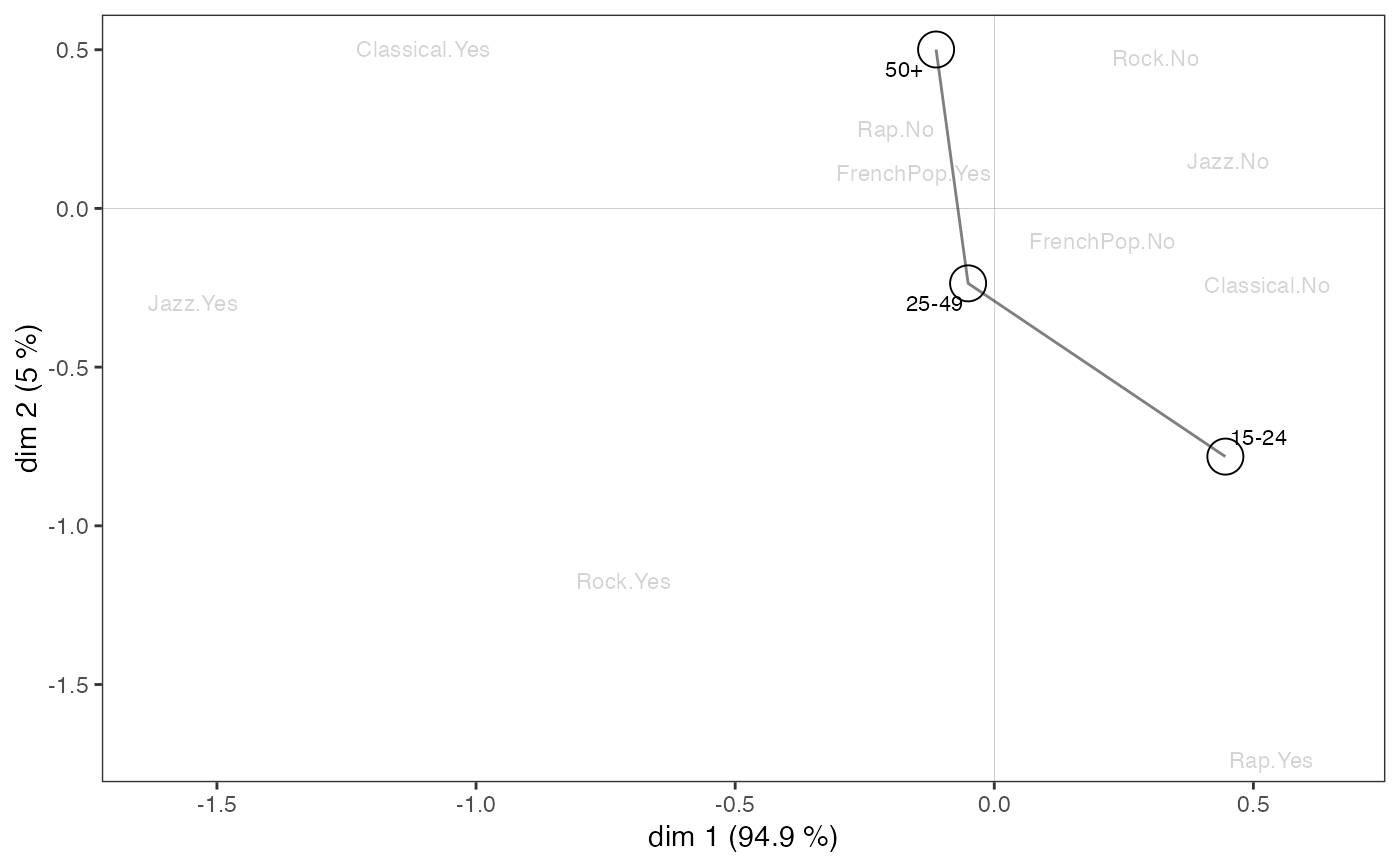 0.5
Classical.Yes
Rock.No
50+
Rap.No
Jazz.No
FrenchPop.Yes
0.0
FrenchPop.No
Classical.No
Jazz.Yes
25-49
-0.5
15-24
-1.0
Rock.Yes
-1.5
Rap.Yes
-1.5
-1.0
-0.5
0.0
0.5
dim 1 (94.9 %)
dim 2 (5 %)